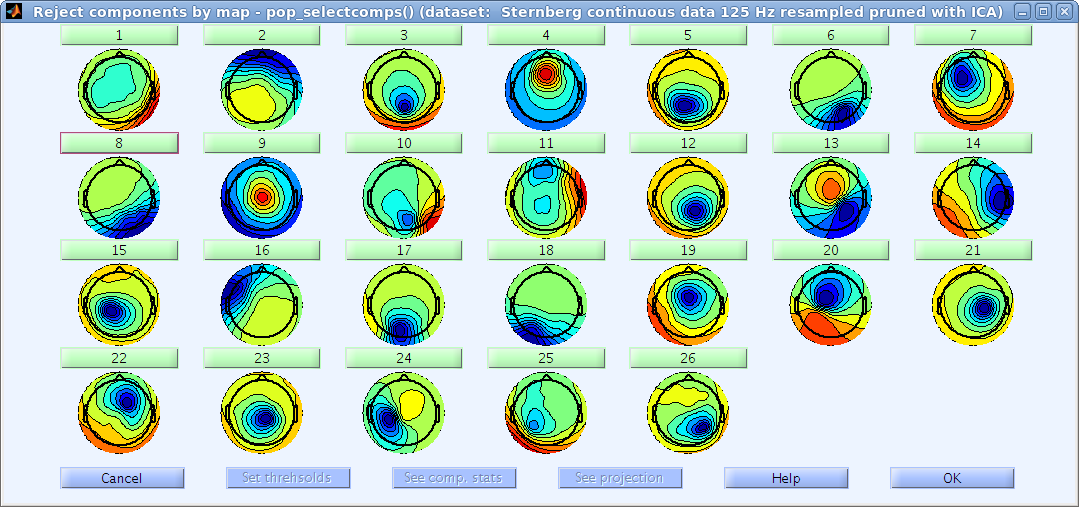 Reject components by map - pop_selectcomps() (dataset:  Sternberg continuous data 125 Hz resampled pruned with ICA)
1 2 3 4 5 6 7
8 9 10 11 12 13 14
15 16 17 18 19 20 21
22 23 24 25 26
Cancel Set threhsolds See comp. stats See projection Help OK